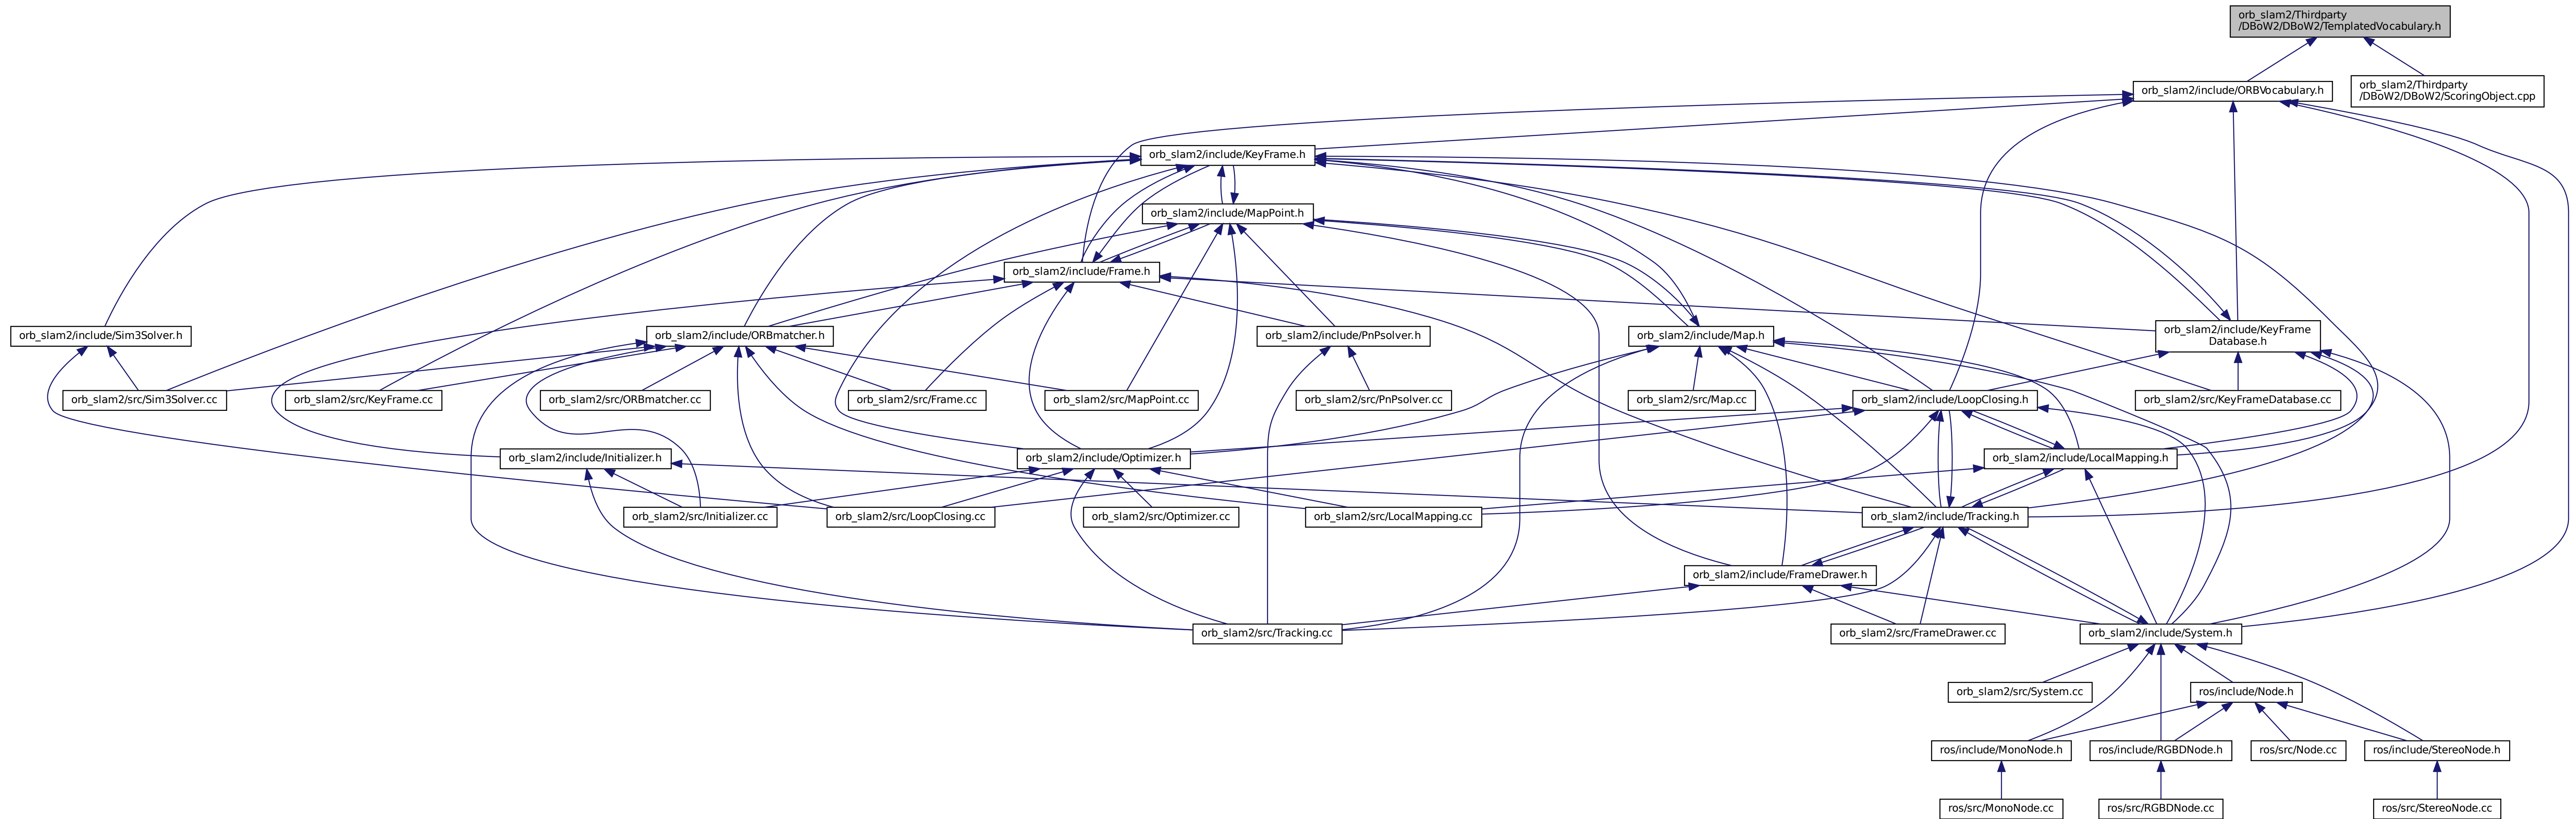 orb_slam2/Thirdparty
/DBoW2/DBoW2/TemplatedVocabulary.h
orb_slam2/include/ORBVocabulary.h
orb_slam2/Thirdparty
/DBoW2/DBoW2/ScoringObject.cpp
orb_slam2/include/KeyFrame.h
orb_slam2/include/MapPoint.h
orb_slam2/include/Frame.h
orb_slam2/include/Sim3Solver.h
orb_slam2/include/ORBmatcher.h
orb_slam2/include/PnPsolver.h
orb_slam2/include/Map.h
orb_slam2/include/KeyFrame
Database.h
orb_slam2/src/Sim3Solver.cc
orb_slam2/src/KeyFrame.cc
orb_slam2/src/ORBmatcher.cc
orb_slam2/src/Frame.cc
orb_slam2/src/MapPoint.cc
orb_slam2/src/PnPsolver.cc
orb_slam2/src/Map.cc
orb_slam2/include/LoopClosing.h
orb_slam2/src/KeyFrameDatabase.cc
orb_slam2/include/Initializer.h
orb_slam2/include/Optimizer.h
orb_slam2/include/LocalMapping.h
orb_slam2/src/Initializer.cc
orb_slam2/src/LoopClosing.cc
orb_slam2/src/Optimizer.cc
orb_slam2/src/LocalMapping.cc
orb_slam2/include/Tracking.h
orb_slam2/include/FrameDrawer.h
orb_slam2/src/Tracking.cc
orb_slam2/src/FrameDrawer.cc
orb_slam2/include/System.h
orb_slam2/src/System.cc
ros/include/Node.h
ros/include/MonoNode.h
ros/include/RGBDNode.h
ros/src/Node.cc
ros/include/StereoNode.h
ros/src/MonoNode.cc
ros/src/RGBDNode.cc
ros/src/StereoNode.cc